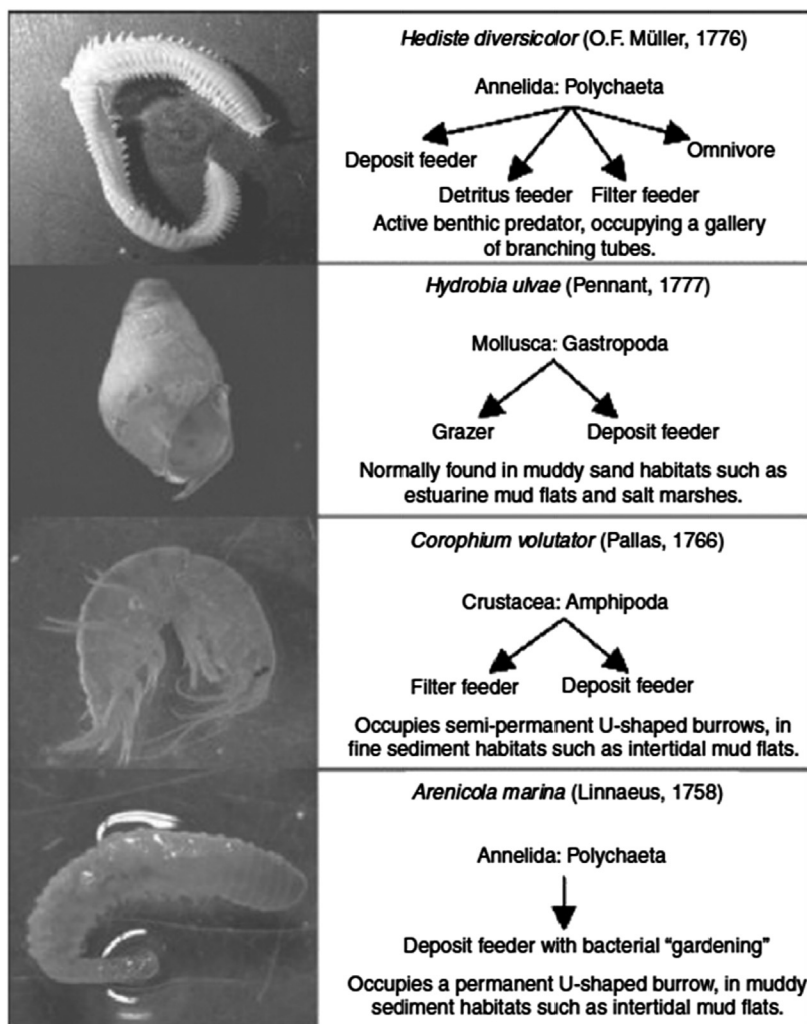 Hediste diversicolor (O.F. Müller, 1776)
Annelida: Polychaeta
Deposit feeder
Omnivore
Detritus feeder
Filter feeder
Active benthic predator, occupying a gallery
of branching tubes.
Hydrobia ulvae (Pennant, 1777)
Mollusca: Gastropoda
Grazer
Deposit feeder
Normally found in muddy sand habitats such as
estuarine mud flats and salt marshes.
Corophium volutator (Pallas, 1766)
Crustacea: Amphipoda
Filter feeder
Deposit feeder
Occupies semi-permanent U-shaped burrows, in
fine sediment habitats such as intertidal mud flats.
Arenicola marina (Linnaeus, 1758)
Annelida: Polychaeta
Deposit feeder with bacterial “gardening”
Occupies a permanent U-shaped burrow, in muddy
sediment habitats such as intertidal mud flats.